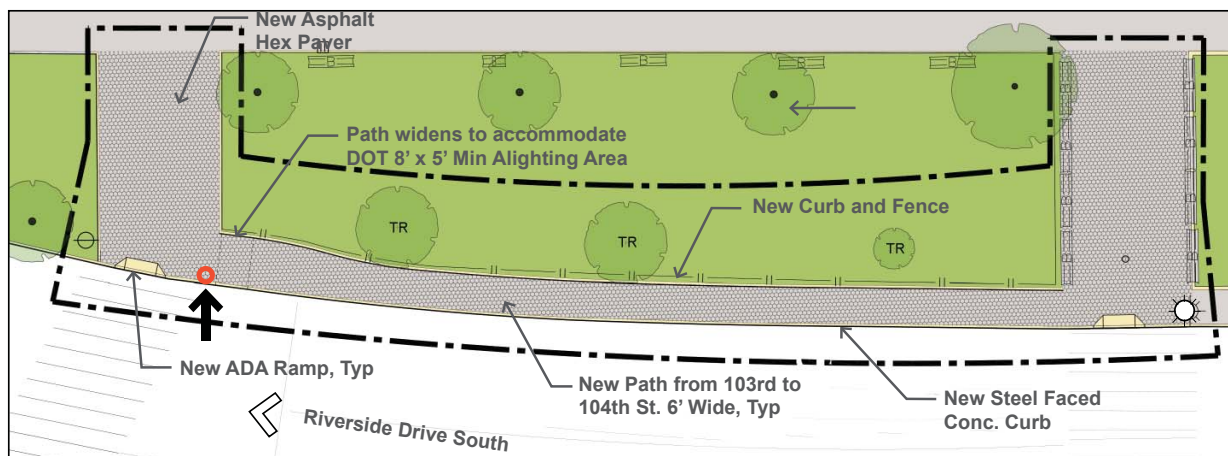 New Asphalt
Hex Paver
Path widens to accommodate
DOT 8’ x 5’ Min Alighting Area
New Curb and Fence
TR
TR
TR
New ADA Ramp, Typ
New Path from 103rd to
104th St. 6’ Wide, Typ
New Steel Faced
Conc. Curb
Riverside Drive South